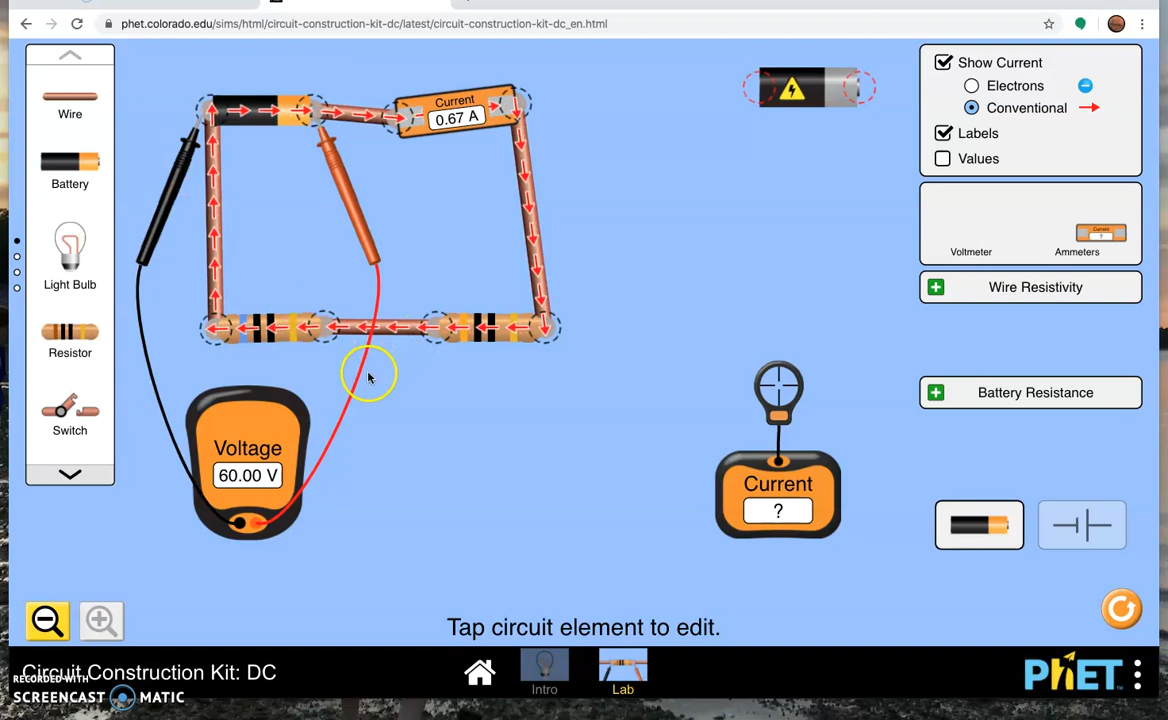 phet.colorado.edu/sims/html/circuit-construction-kit-dc/latest/circuit-construction-kit-dc_en.html
Wire
Battery
Light Bulb
Resistor
Switch
Current
0.67 A
Show Current
Electrons
Conventional
Labels
Values
Current
?
Voltmeter
Ammeters
Wire Resistivity
Battery Resistance
Voltage
60.00 V
Current
?
Tap circuit element to edit.
Circuit Construction Kit: DC
Intro
Lab
PhET
RECORDED WITH
SCREENCAST MATIC